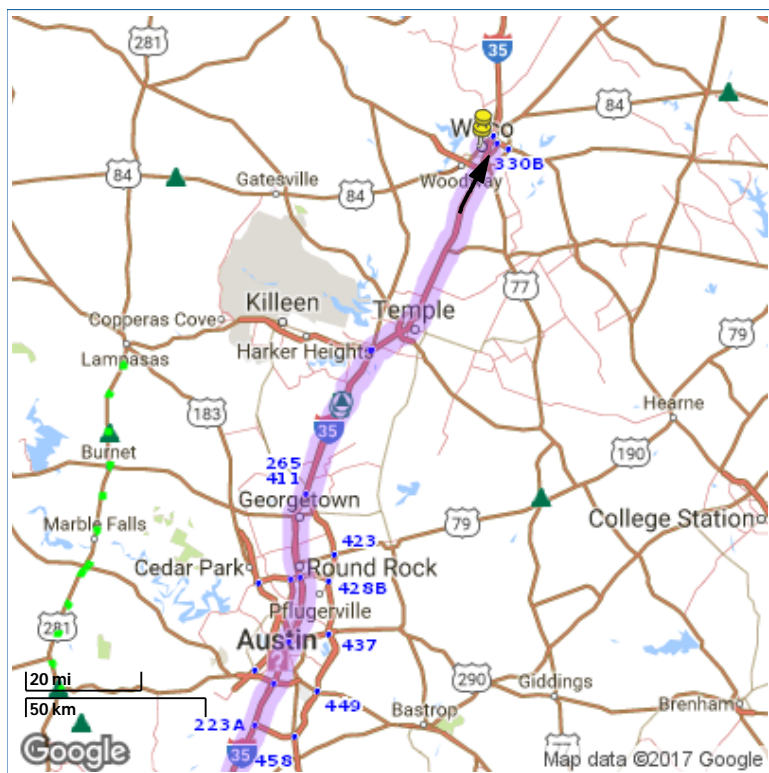 281
35
84
Waco
84
330B
Woodway
Gatesville
84
77
Killeen
Temple
Copperas Cove
79
Harker Heights
Lampasas
183
Hearne
35
Burnet
190
265
411
Georgetown
79
College Station
Marble Falls
423
Cedar Park
Round Rock
428B
Pflugerville
281
Austin
437
20 mi
290
Giddings
50 km
449
Bastrop
Brenham
223A
35
458
77
Google
Map data ©2017 Google